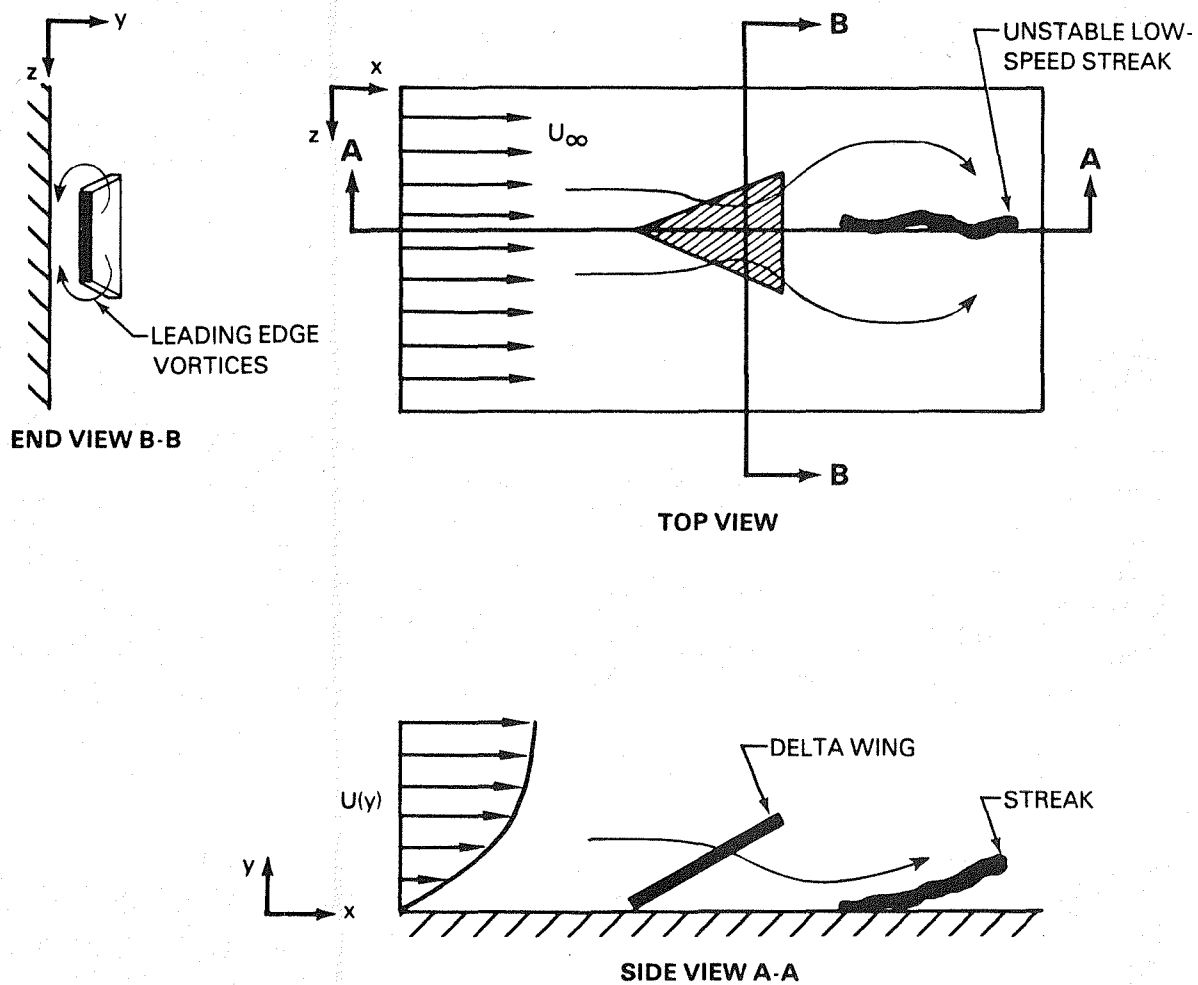 y
z
LEADING EDGE
VORTICES
END VIEW B-B
x
z
A
U∞
B
UNSTABLE LOW-
SPEED STREAK
A
B
TOP VIEW
U(y)
y
x
DELTA WING
STREAK
SIDE VIEW A-A